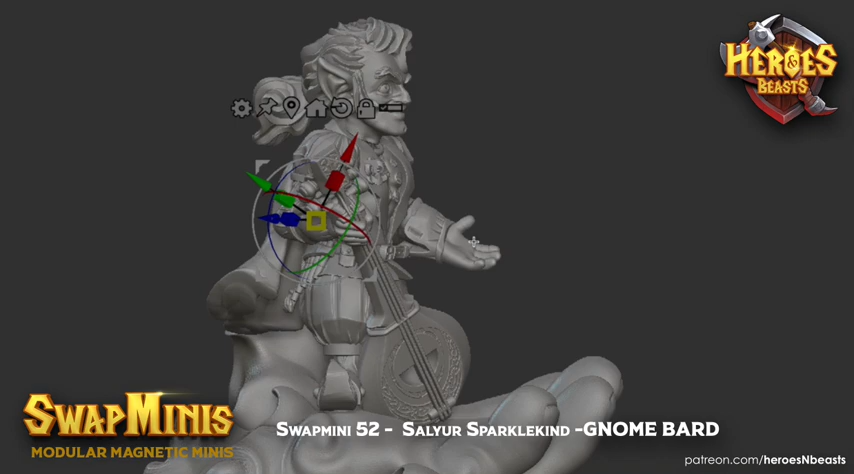 HEROES
&
BEASTS
SWAPMINIS
MODULAR MAGNETIC MINIS
SWAPMINI 52 - SALYUR SPARKLEKIND -GNOME BARD
patreon.com/heroesNbeasts